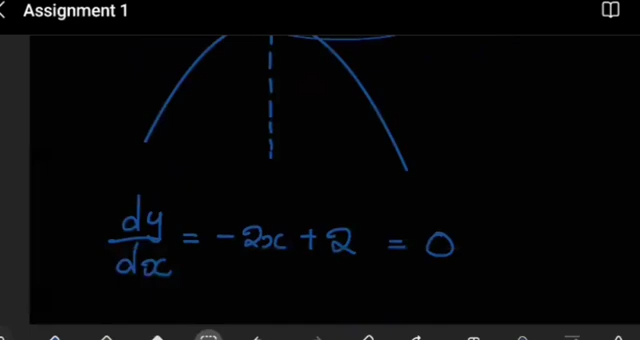 Assignment 1
dy/dx = -2x + 2 = 0